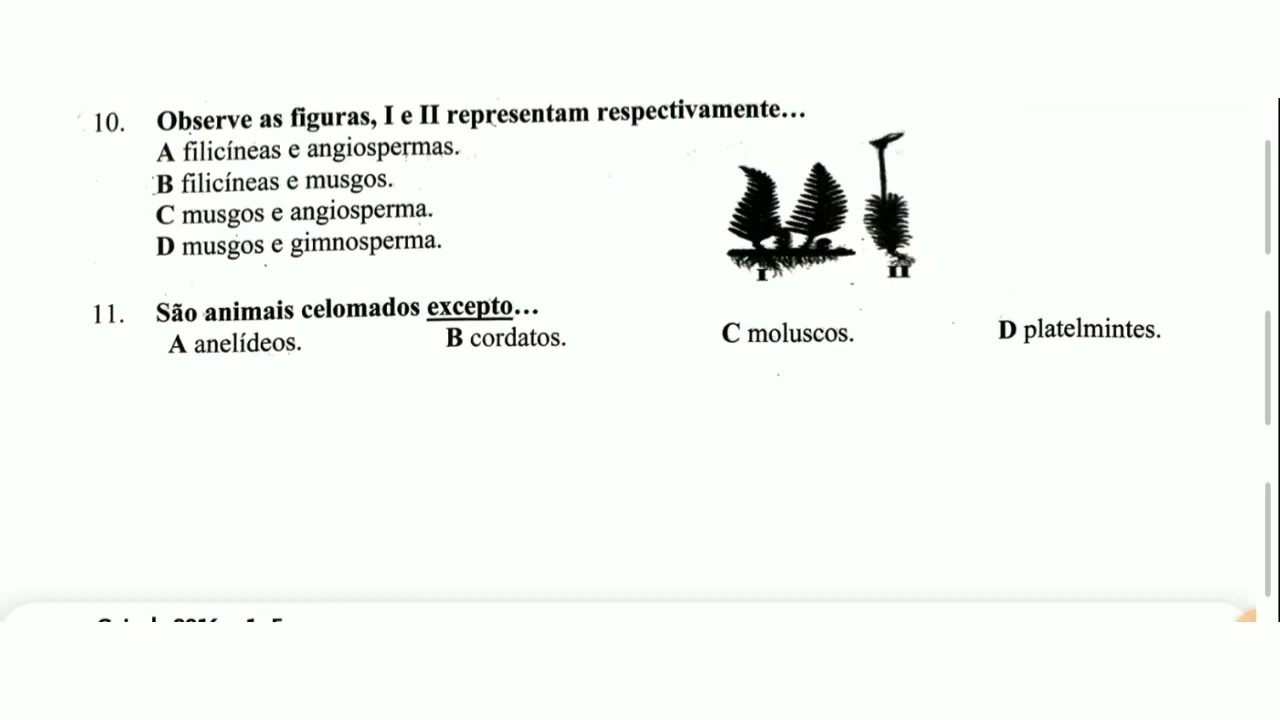 10. Observe as figuras, I e II representam respectivamente...
A filicíneas e angiospermas.
B filicíneas e musgos.
C musgos e angiosperma.
D musgos e gimnosperma.
I II
11. São animais celomados excepto...
A anelídeos. B cordatos. C moluscos. D platelmintes.